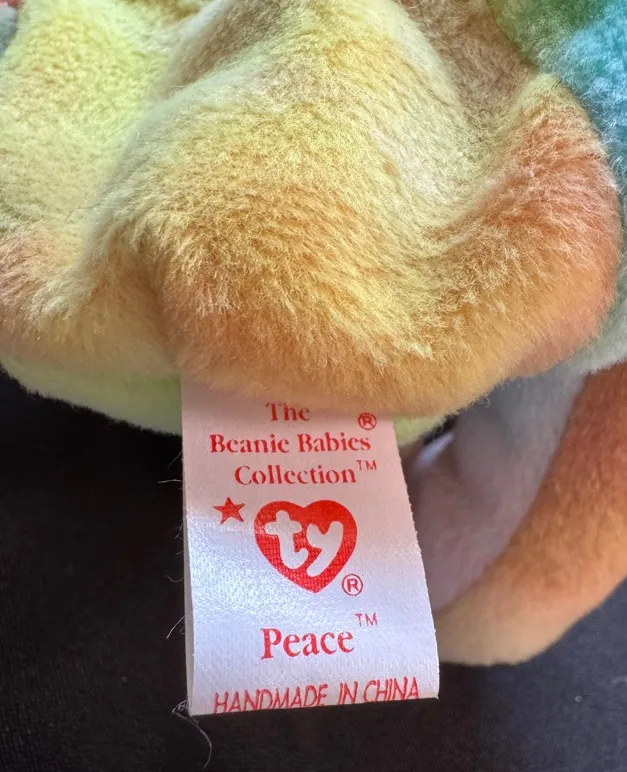 The
Beanie Babies®
Collection™
ty®
Peace™
HANDMADE IN CHINA